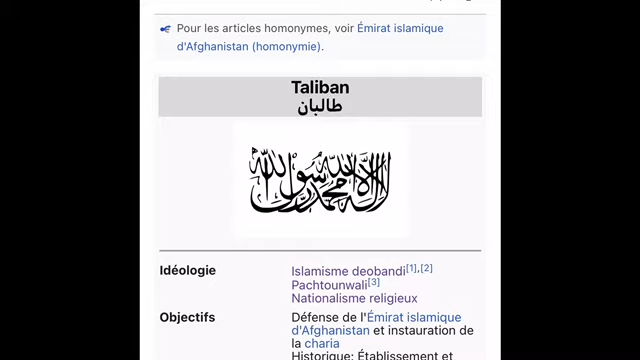 Pour les articles homonymes, voir Émirat islamique
d'Afghanistan (homonymie).
Taliban
طالبان
لا إله إلا الله محمد رسول الله
Idéologie Islamisme deobandi[1],[2]
Pachtounwali[3]
Nationalisme religieux
Objectifs Défense de l'Émirat islamique
d'Afghanistan et instauration de
la charia
Historique: Établissement et